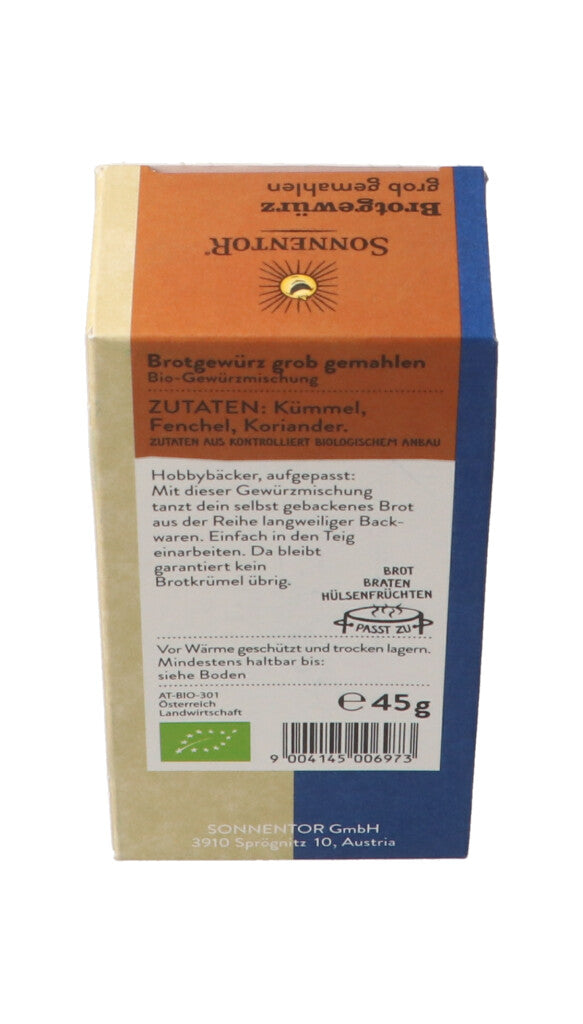 Brotgewürz
grob gemahlen
SONNENTOR®
Brotgewürz grob gemahlen
Bio-Gewürzmischung
ZUTATEN: Kümmel,
Fenchel, Koriander.
ZUTATEN AUS KONTROLLIERT BIOLOGISCHEM ANBAU
Hobbybäcker, aufgepasst:
Mit dieser Gewürzmischung
tanzt dein selbst gebackenes Brot
aus der Reihe langweiliger Back-
waren. Einfach in den Teig
einarbeiten. Da bleibt
garantiert kein
Brotkrümel übrig.
BROT
BRATEN
HÜLSENFRÜCHTEN
PASST ZU
Vor Wärme geschützt und trocken lagern.
Mindestens haltbar bis:
siehe Boden
AT-BIO-301
Österreich
Landwirtschaft
℮ 45g
9 004145 006973
SONNENTOR GmbH
3910 Sprögnitz 10, Austria